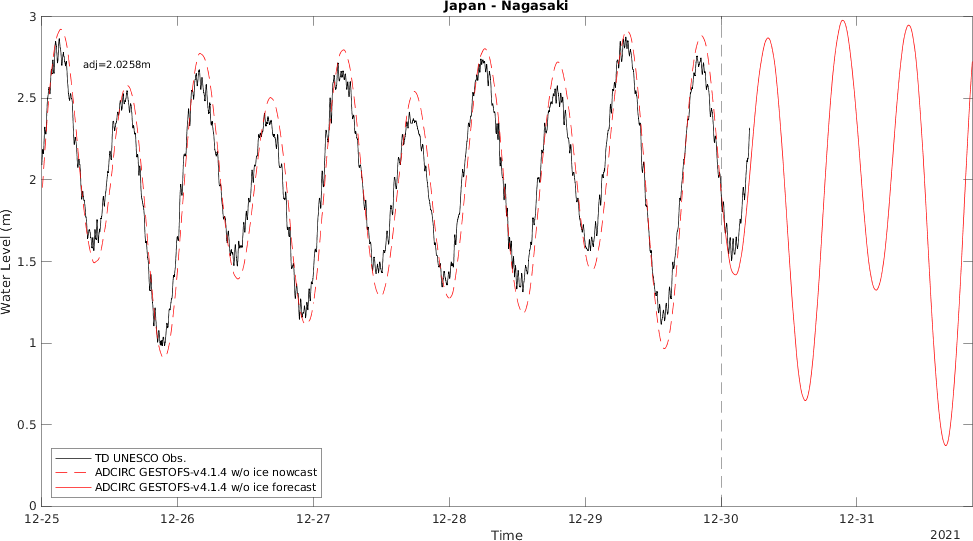 Japan - Nagasaki
adj=2.0258m
3
2.5
2
1.5
1
0.5
0
Water Level (m)
TD UNESCO Obs.
ADCIRC GESTOFS-v4.1.4 w/o ice nowcast
ADCIRC GESTOFS-v4.1.4 w/o ice forecast
12-25 12-26 12-27 12-28 12-29 12-30 12-31
Time
2021